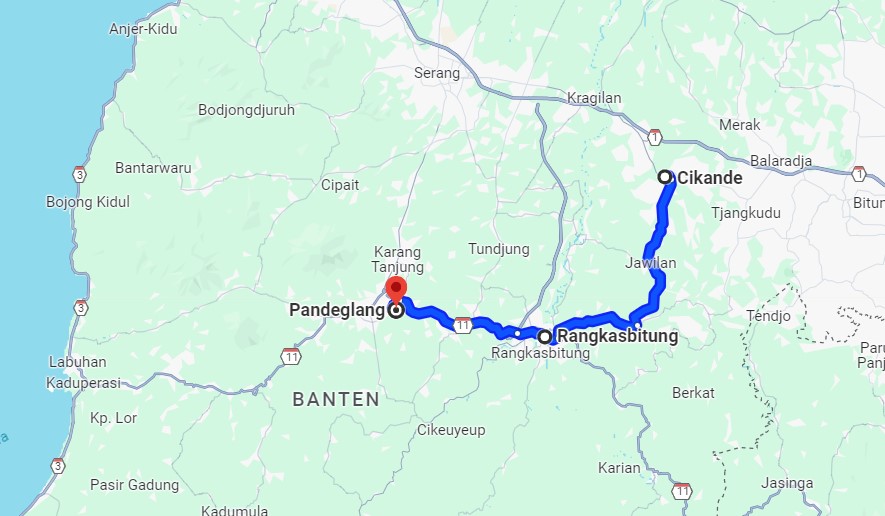 Anjer-Kidu
Serang
Kragilan
Bodjongdjuruh
Merak
1
Balaradja
Bantarwaru
3
1
Cikande
Cipait
Bojong Kidul
Tjangkudu
Bitun
Karang
Tanjung
Tundjung
Jawilan
Pandeglang
3
11
Tendjo
Rangkasbitung
Rangkasbitung
11
Labuhan
Kaduperasi
Paru
Panj
BANTEN
Berkat
Kp. Lor
Cikeuyeup
a
3
Karian
Pasir Gadung
11
Jasinga
Kadumula